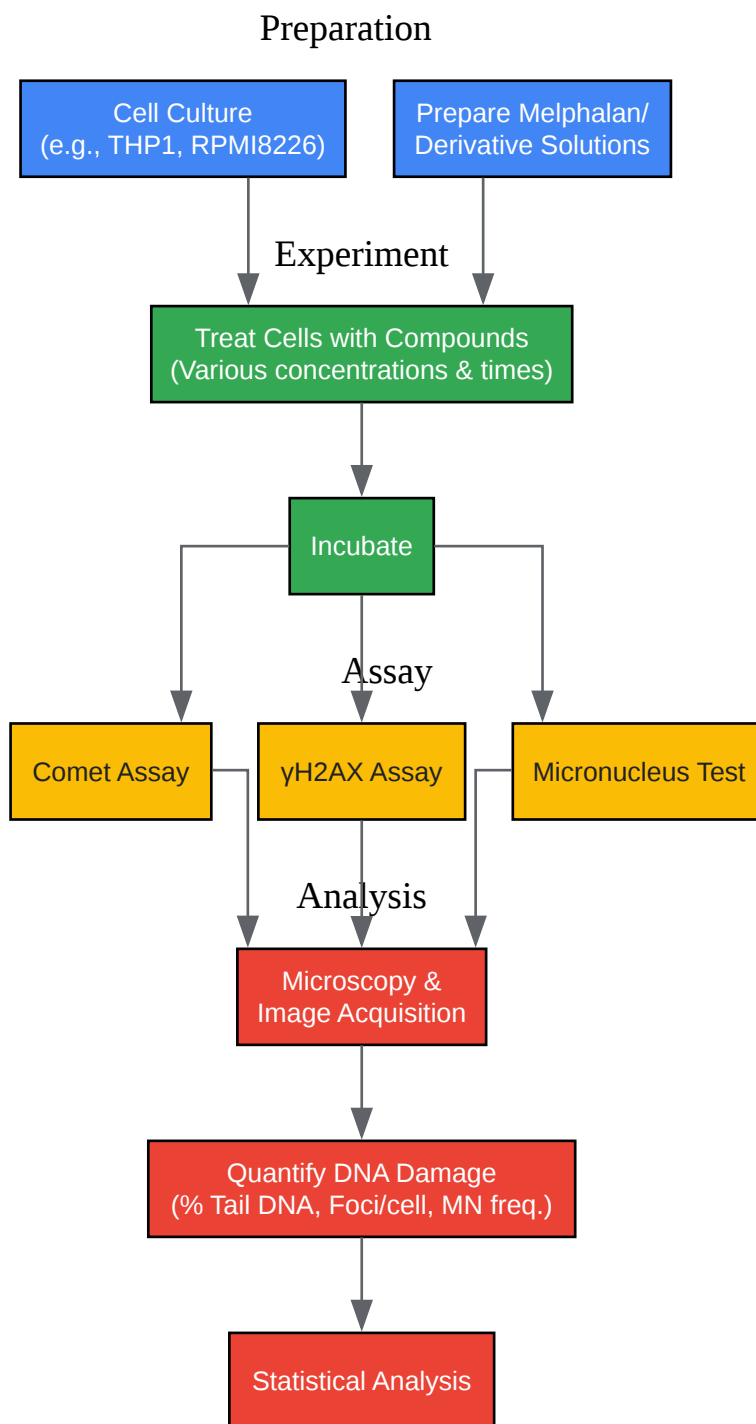 Preparation
Cell Culture
(e.g., THP1, RPMI8226)
Prepare Melphalan/
Derivative Solutions
Experiment
Treat Cells with Compounds
(Various concentrations & times)
Incubate
Assay
Comet Assay
γH2AX Assay
Micronucleus Test
Analysis
Microscopy &
Image Acquisition
Quantify DNA Damage
(% Tail DNA, Foci/cell, MN freq.)
Statistical Analysis